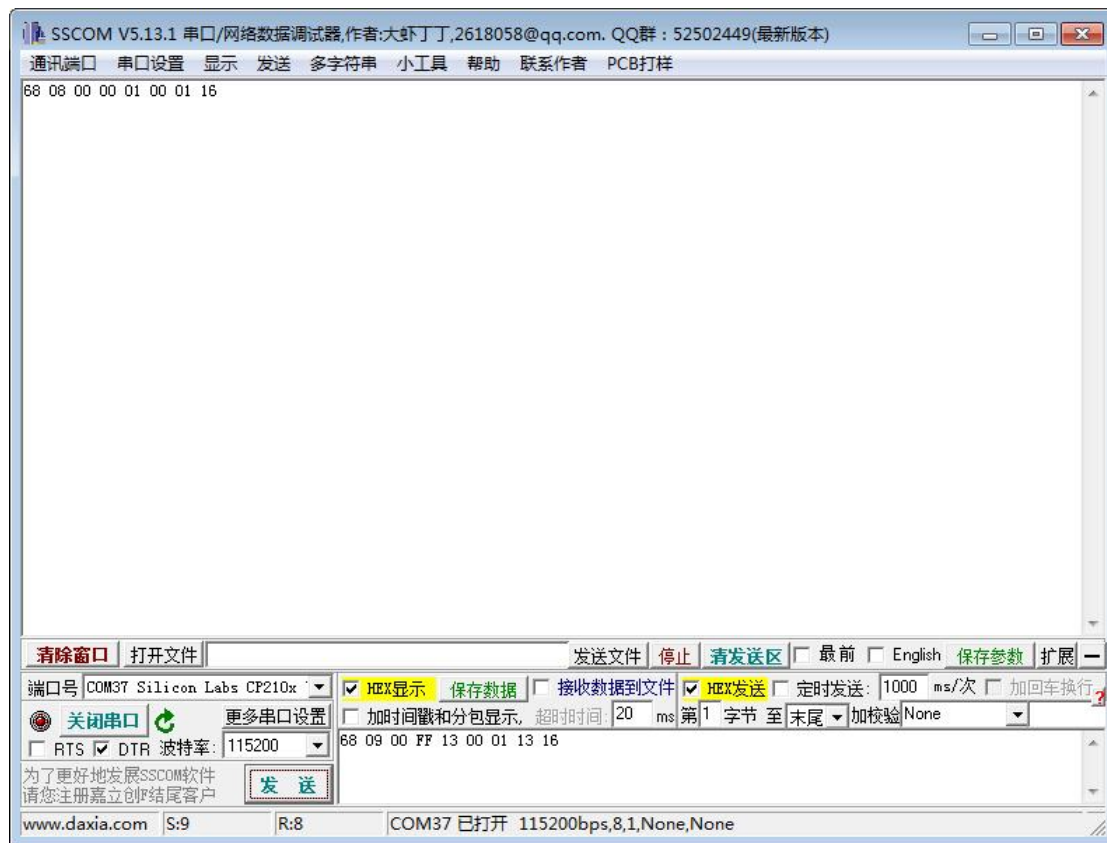 SSCOM V5.13.1 串口/网络数据调试器,作者:大虾丁丁,2618058@qq.com. QQ群：52502449(最新版本)
通讯端口 串口设置 显示 发送 多字符串 小工具 帮助 联系作者 PCB打样
68 08 00 00 01 00 01 16
清除窗口 打开文件 发送文件 停止 清发送区 最前 English 保存参数 扩展 —
端口号 COM37 Silicon Labs CP210x HEX显示 保存数据 接收数据到文件 HEX发送 定时发送: 1000 ms/次 加回车换行 ?
关闭串口 更多串口设置 加时间戳和分包显示, 超时时间: 20 ms 第 1 字节 至 末尾 加校验 None
RTS DTR 波特率: 115200 68 09 00 FF 13 00 01 13 16
为了更好地发展SSCOM软件
请您注册嘉立创F结尾客户
发 送
www.daxia.com S:9 R:8 COM37 已打开 115200bps,8,1,None,None